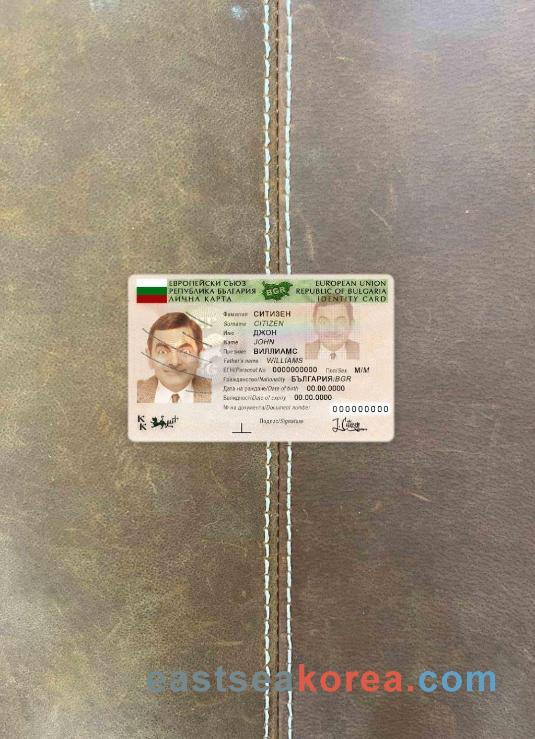 ЕВРОПЕЙСКИ СЪЮЗ
EUROPEAN UNION
РЕПУБЛИКА БЪЛГАРИЯ
BGR
REPUBLIC OF BULGARIA
ЛИЧНА КАРТА
IDENTITY CARD
Фамилия СИТИЗЕН
Surname CITIZEN
Име ДЖОН
Name JOHN
Презиме ВИЛЛИАМС
Father's name WILLIAMS
ЕГН/Personal No 0000000000 Пол/Sex M/M
Гражданство/Nationality БЪЛГАРИЯ/BGR
Дата на раждане/Date of birth 00.00.0000
Валидност/Date of expiry 00.00.0000
№ на документа/Document number 000000000
Подпис/Signature
J.Citizen
eastseakorea.com